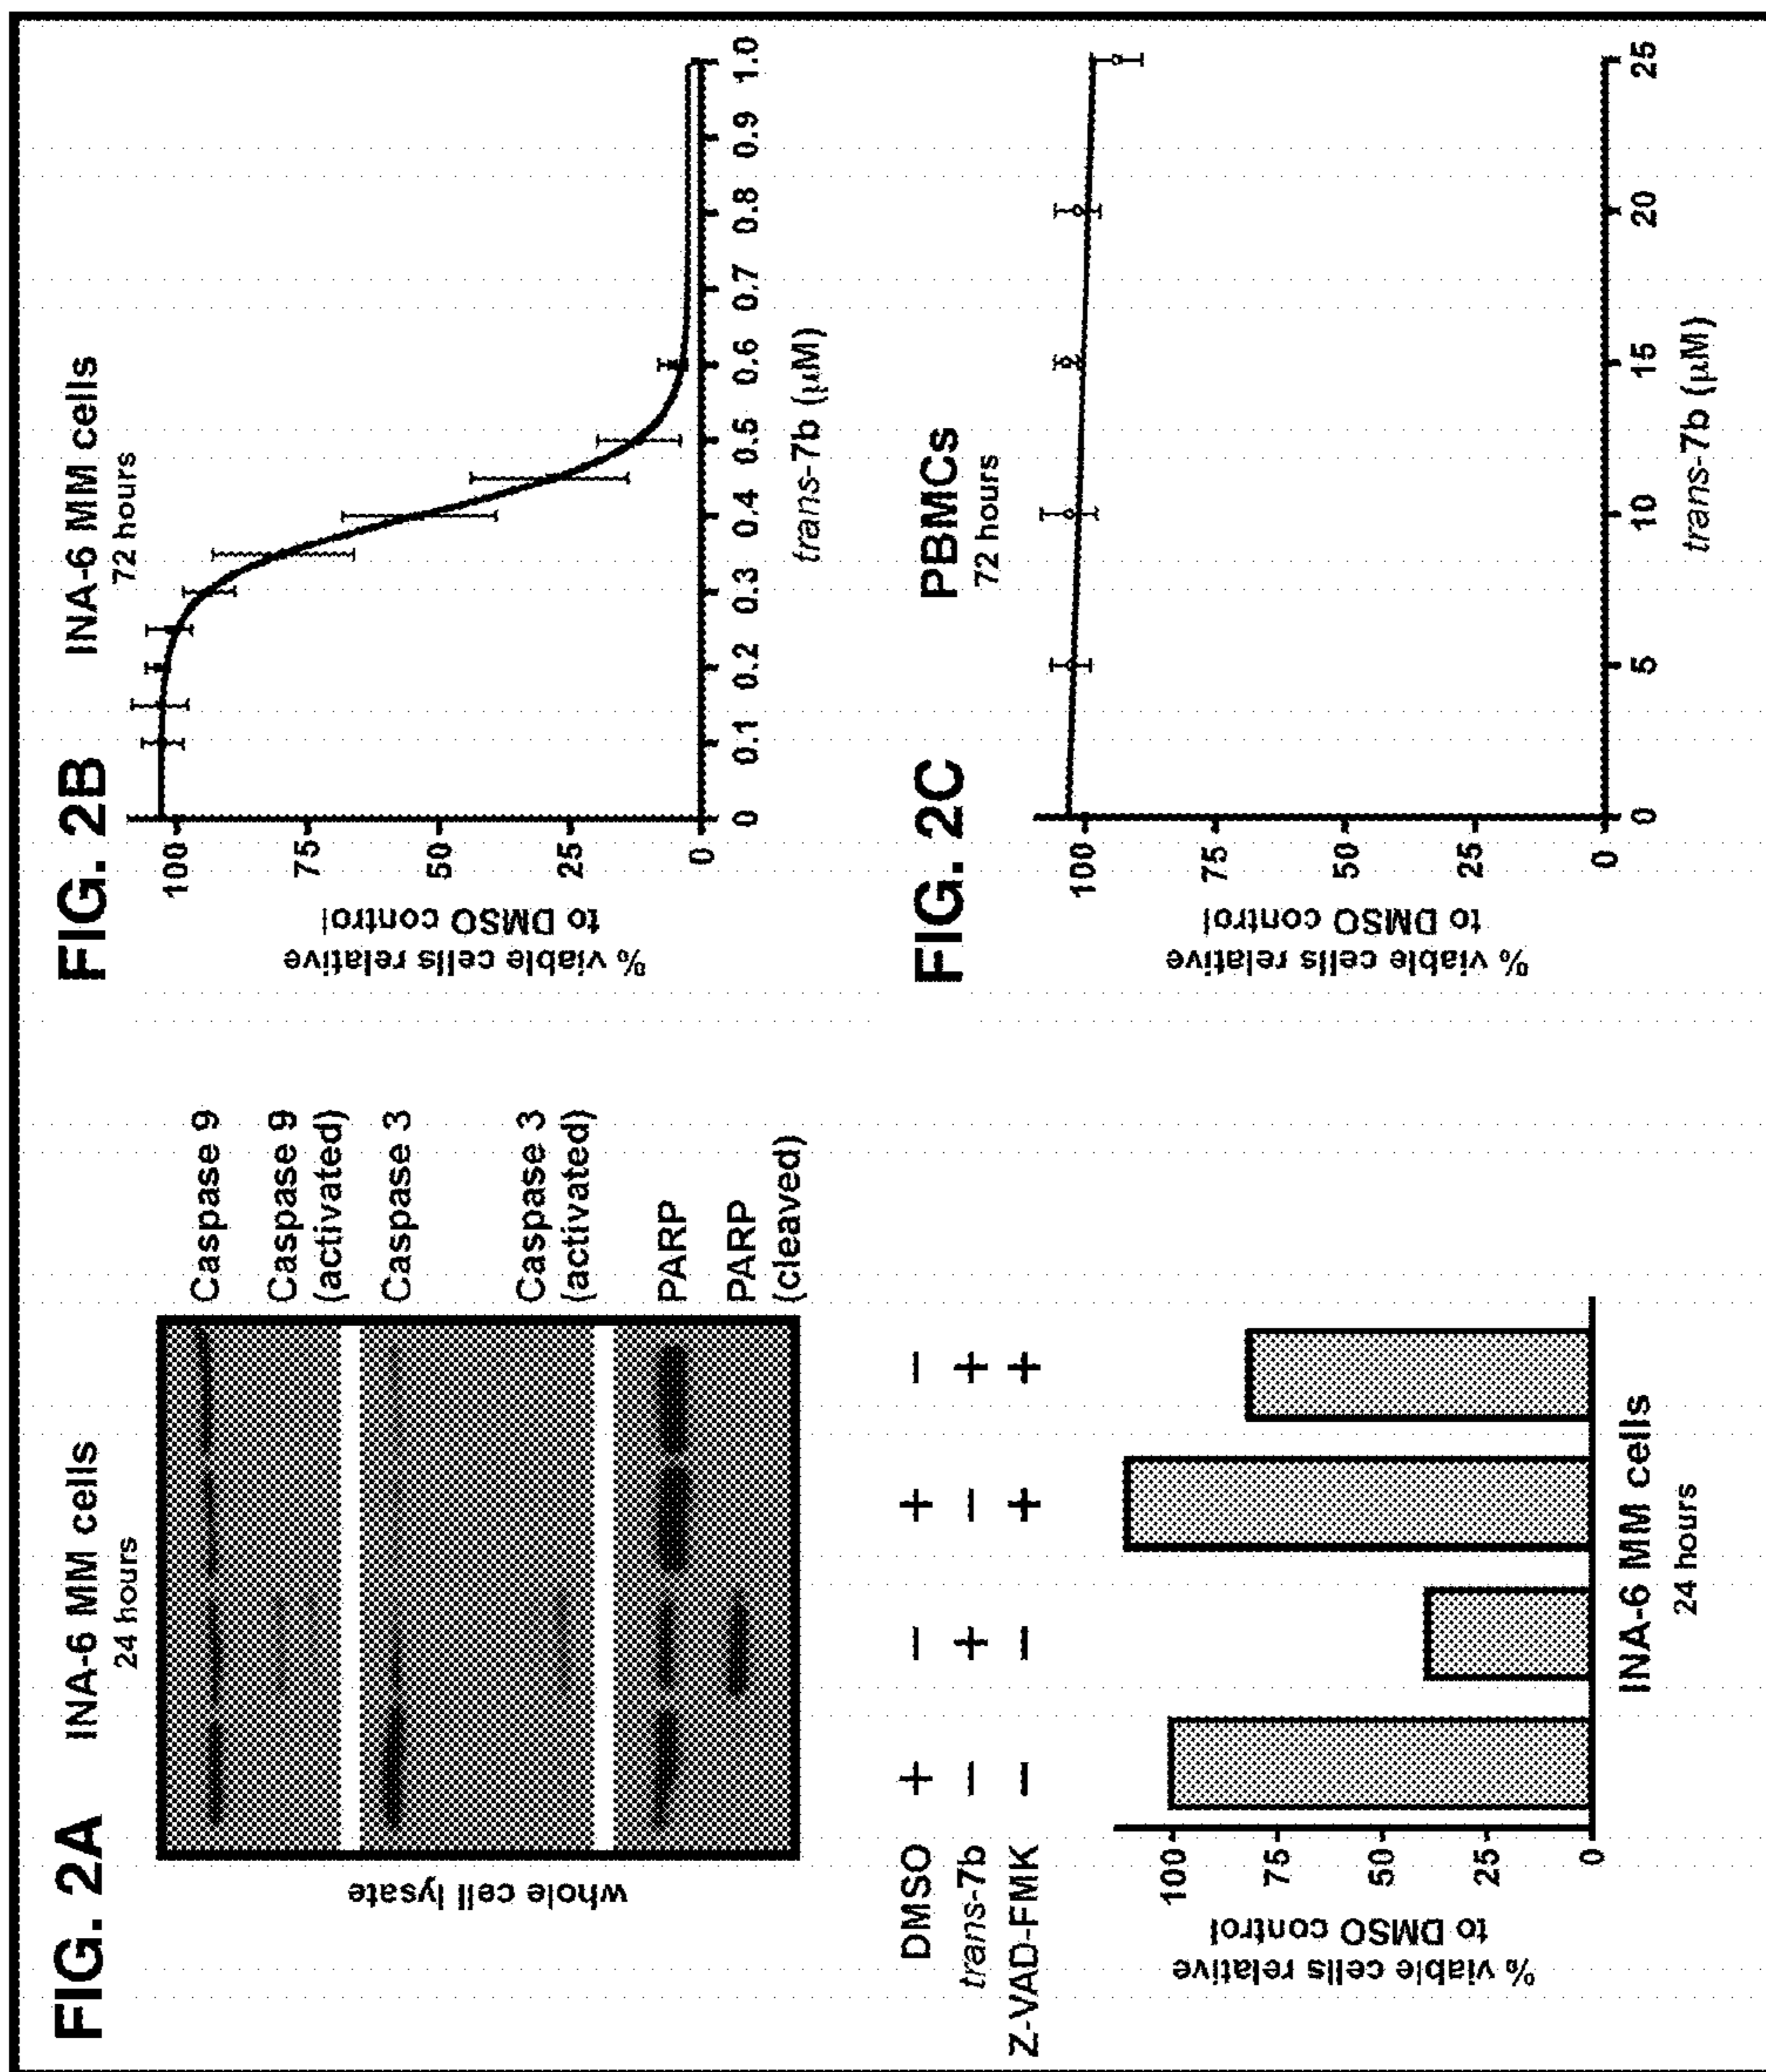 FIG. 2A
INA-6 MM cells
24 hours
whole cell lysate
Caspase 9
Caspase 9
(activated)
Caspase 3
Caspase 3
(activated)
PARP
PARP
(cleaved)
DMSO + − + −
trans-7b − + − +
Z-VAD-FMK − − + +
% viable cells relative
to DMSO control
100
75
50
25
0
INA-6 MM cells
24 hours
FIG. 2B
INA-6 MM cells
72 hours
% viable cells relative
to DMSO control
100
75
50
25
0
0 0.1 0.2 0.3 0.4 0.5 0.6 0.7 0.8 0.9 1.0
trans-7b (μM)
FIG. 2C
PBMCs
72 hours
% viable cells relative
to DMSO control
100
75
50
25
0
0 5 10 15 20 25
trans-7b (μM)